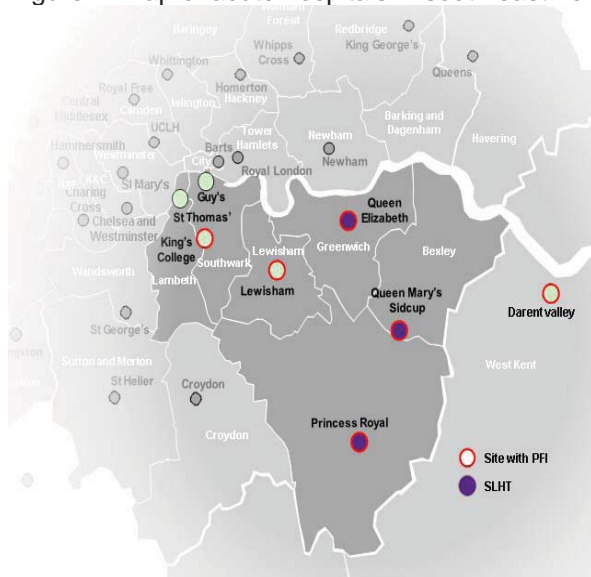 Haringey
Forest
Redbridge
King George's
Whipps
Cross
Whittington
Queens
Homerton
Hackney
Royal Free
Camden
Islington
Central
Middlesex
Barking and
Dagenham
Havering
UCLH
Tower
Hamlets
Newham
Newham
Hammersmith
Westminster
City
Barts
Royal London
H&F
K&C
St Mary's
Charing
Cross
Chelsea and
Westminster
Guy's
St Thomas'
Queen
Elizabeth
Greenwich
Bexley
King's
College
Southwark
Lewisham
Lewisham
Wandsworth
Lambeth
Queen Mary's
Sidcup
Darent valley
St George's
West Kent
Sutton and Merton
St Helier
Croydon
Croydon
Princess Royal
Site with PFI
SLHT